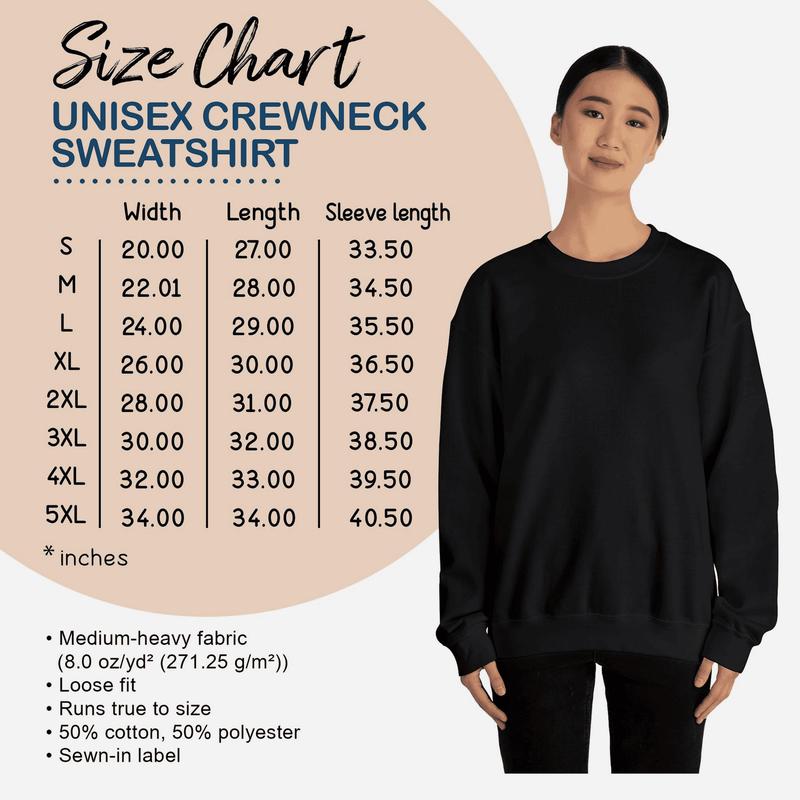 Size Chart
UNISEX CREWNECK
SWEATSHIRT
Width Length Sleeve length
S 20.00 27.00 33.50
M 22.01 28.00 34.50
L 24.00 29.00 35.50
XL 26.00 30.00 36.50
2XL 28.00 31.00 37.50
3XL 30.00 32.00 38.50
4XL 32.00 33.00 39.50
5XL 34.00 34.00 40.50
* inches
• Medium-heavy fabric
(8.0 oz/yd² (271.25 g/m²))
• Loose fit
• Runs true to size
• 50% cotton, 50% polyester
• Sewn-in label